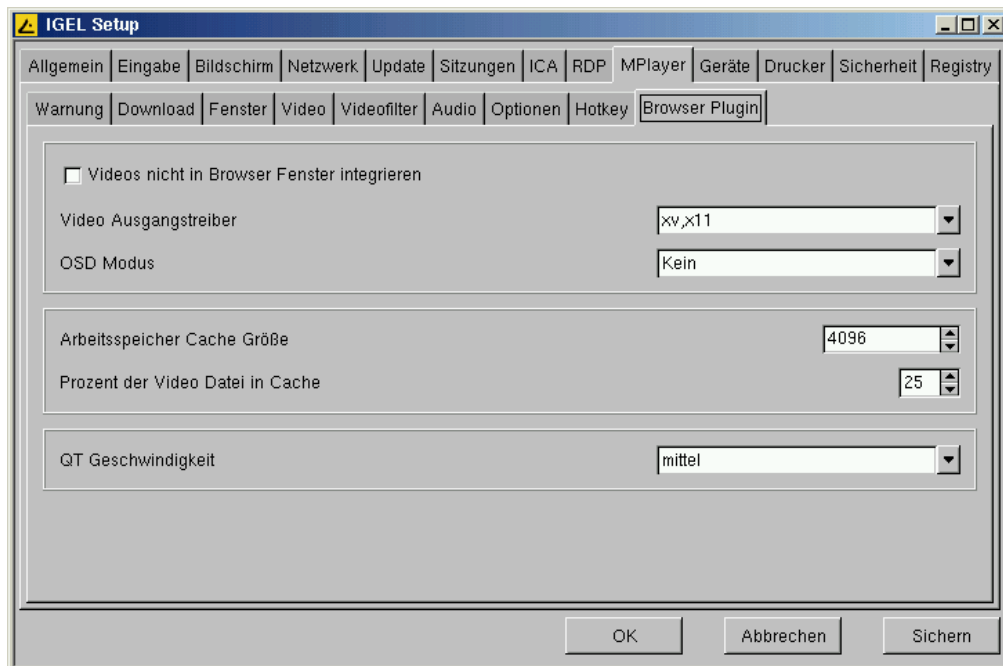 IGEL Setup
Allgemein Eingabe Bildschirm Netzwerk Update Sitzungen ICA RDP MPlayer Geräte Drucker Sicherheit Registry
Warnung Download Fenster Video Videofilter Audio Optionen Hotkey Browser Plugin
Videos nicht in Browser Fenster integrieren
Video Ausgangstreiber xv,x11
OSD Modus Kein
Arbeitsspeicher Cache Größe 4096
Prozent der Video Datei in Cache 25
QT Geschwindigkeit mittel
OK Abbrechen Sichern